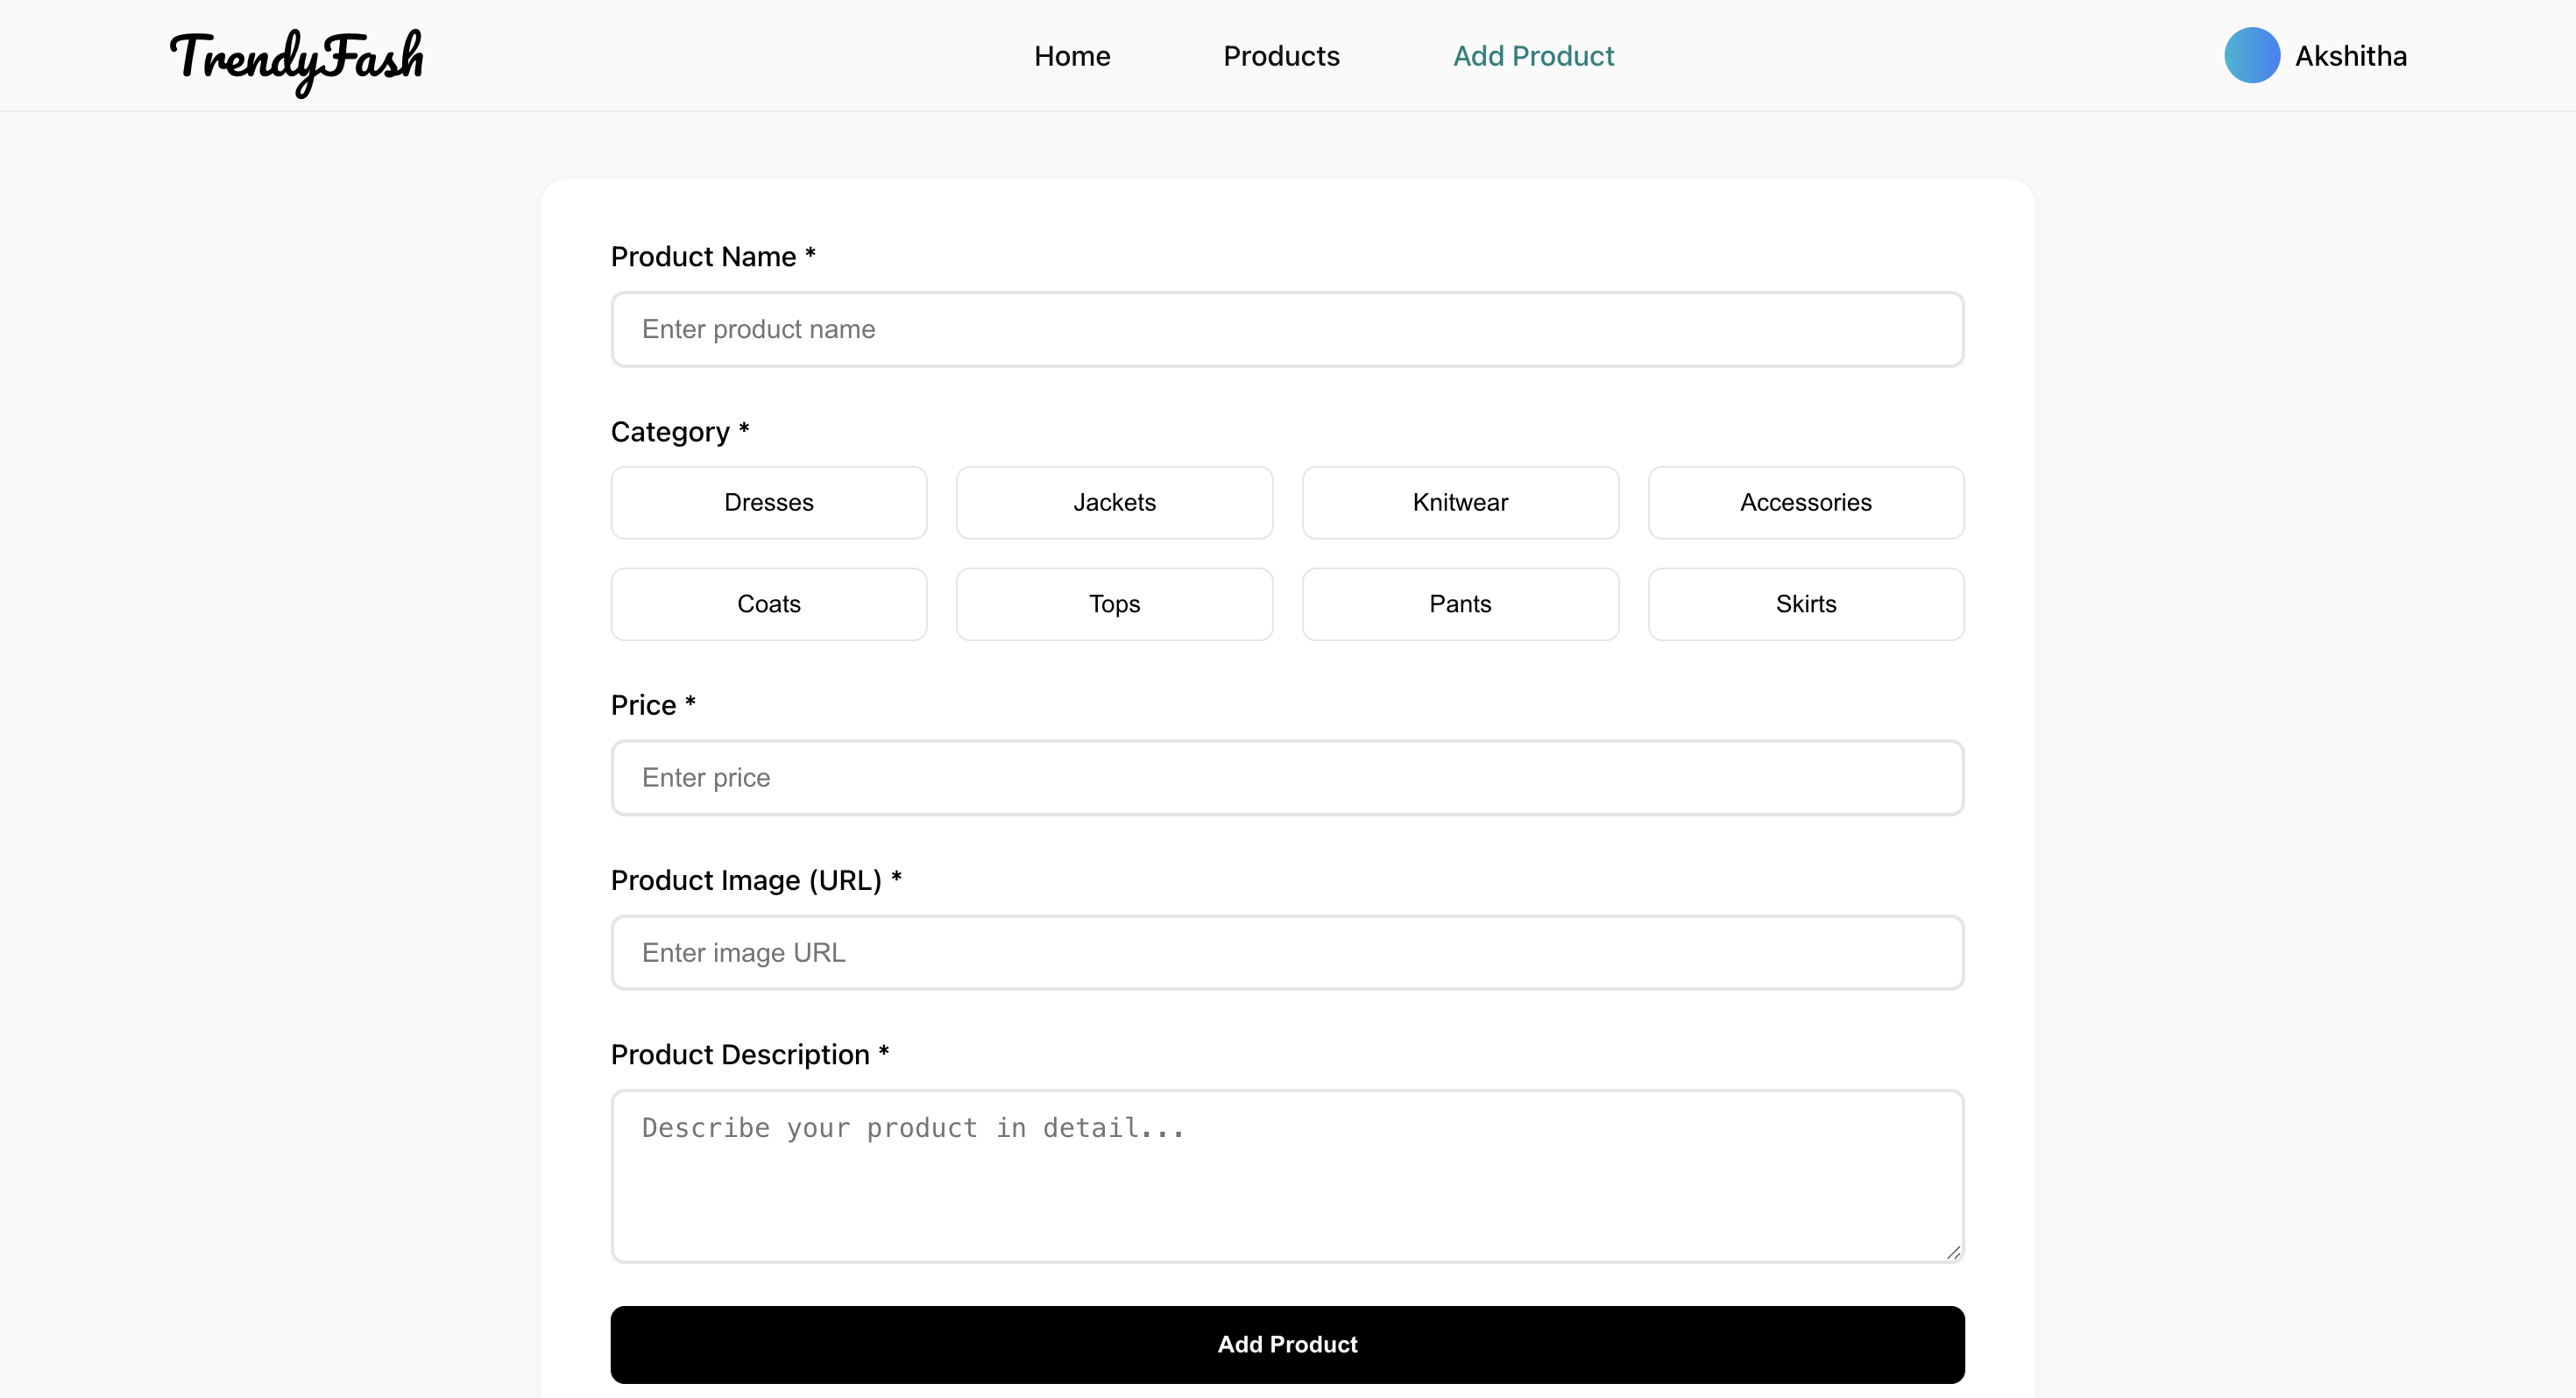 TrendyFash
Home Products Add Product
Akshitha
Product Name *
Enter product name
Category *
Dresses Jackets Knitwear Accessories
Coats Tops Pants Skirts
Price *
Enter price
Product Image (URL) *
Enter image URL
Product Description *
Describe your product in detail...
Add Product